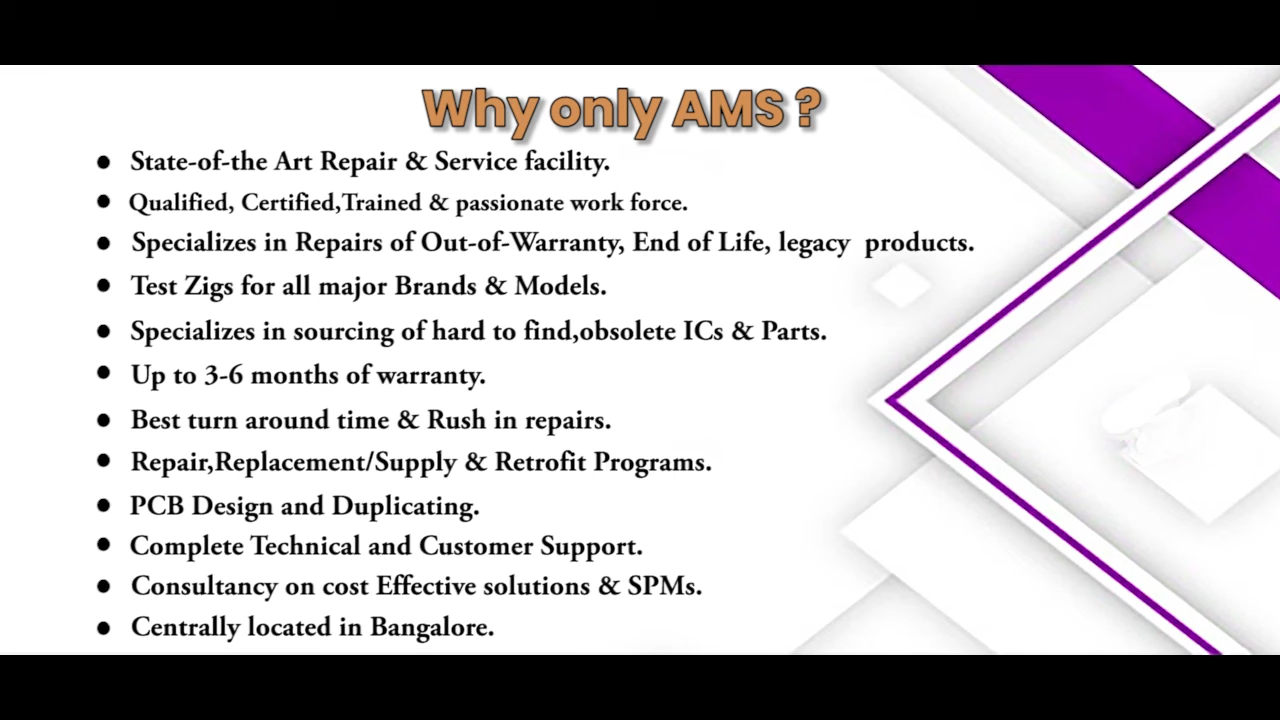 Why only AMS ?
● State-of-the Art Repair & Service facility.
● Qualified, Certified,Trained & passionate work force.
● Specializes in Repairs of Out-of-Warranty, End of Life, legacy  products.
● Test Zigs for all major Brands & Models.
● Specializes in sourcing of hard to find,obsolete ICs & Parts.
● Up to 3-6 months of warranty.
● Best turn around time & Rush in repairs.
● Repair,Replacement/Supply & Retrofit Programs.
● PCB Design and Duplicating.
● Complete Technical and Customer Support.
● Consultancy on cost Effective solutions & SPMs.
● Centrally located in Bangalore.